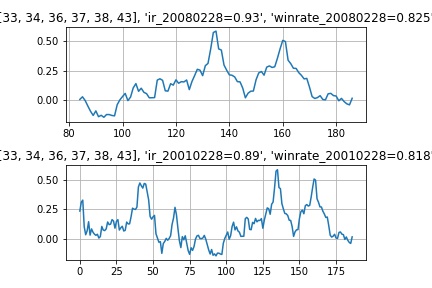 [33, 34, 36, 37, 38, 43], 'ir_20080228=0.93', 'winrate_20080228=0.825'
0.50
0.25
0.00
80 100 120 140 160 180
[33, 34, 36, 37, 38, 43], 'ir_20010228=0.89', 'winrate_20010228=0.818'
0.50
0.25
0.00
0 25 50 75 100 125 150 175